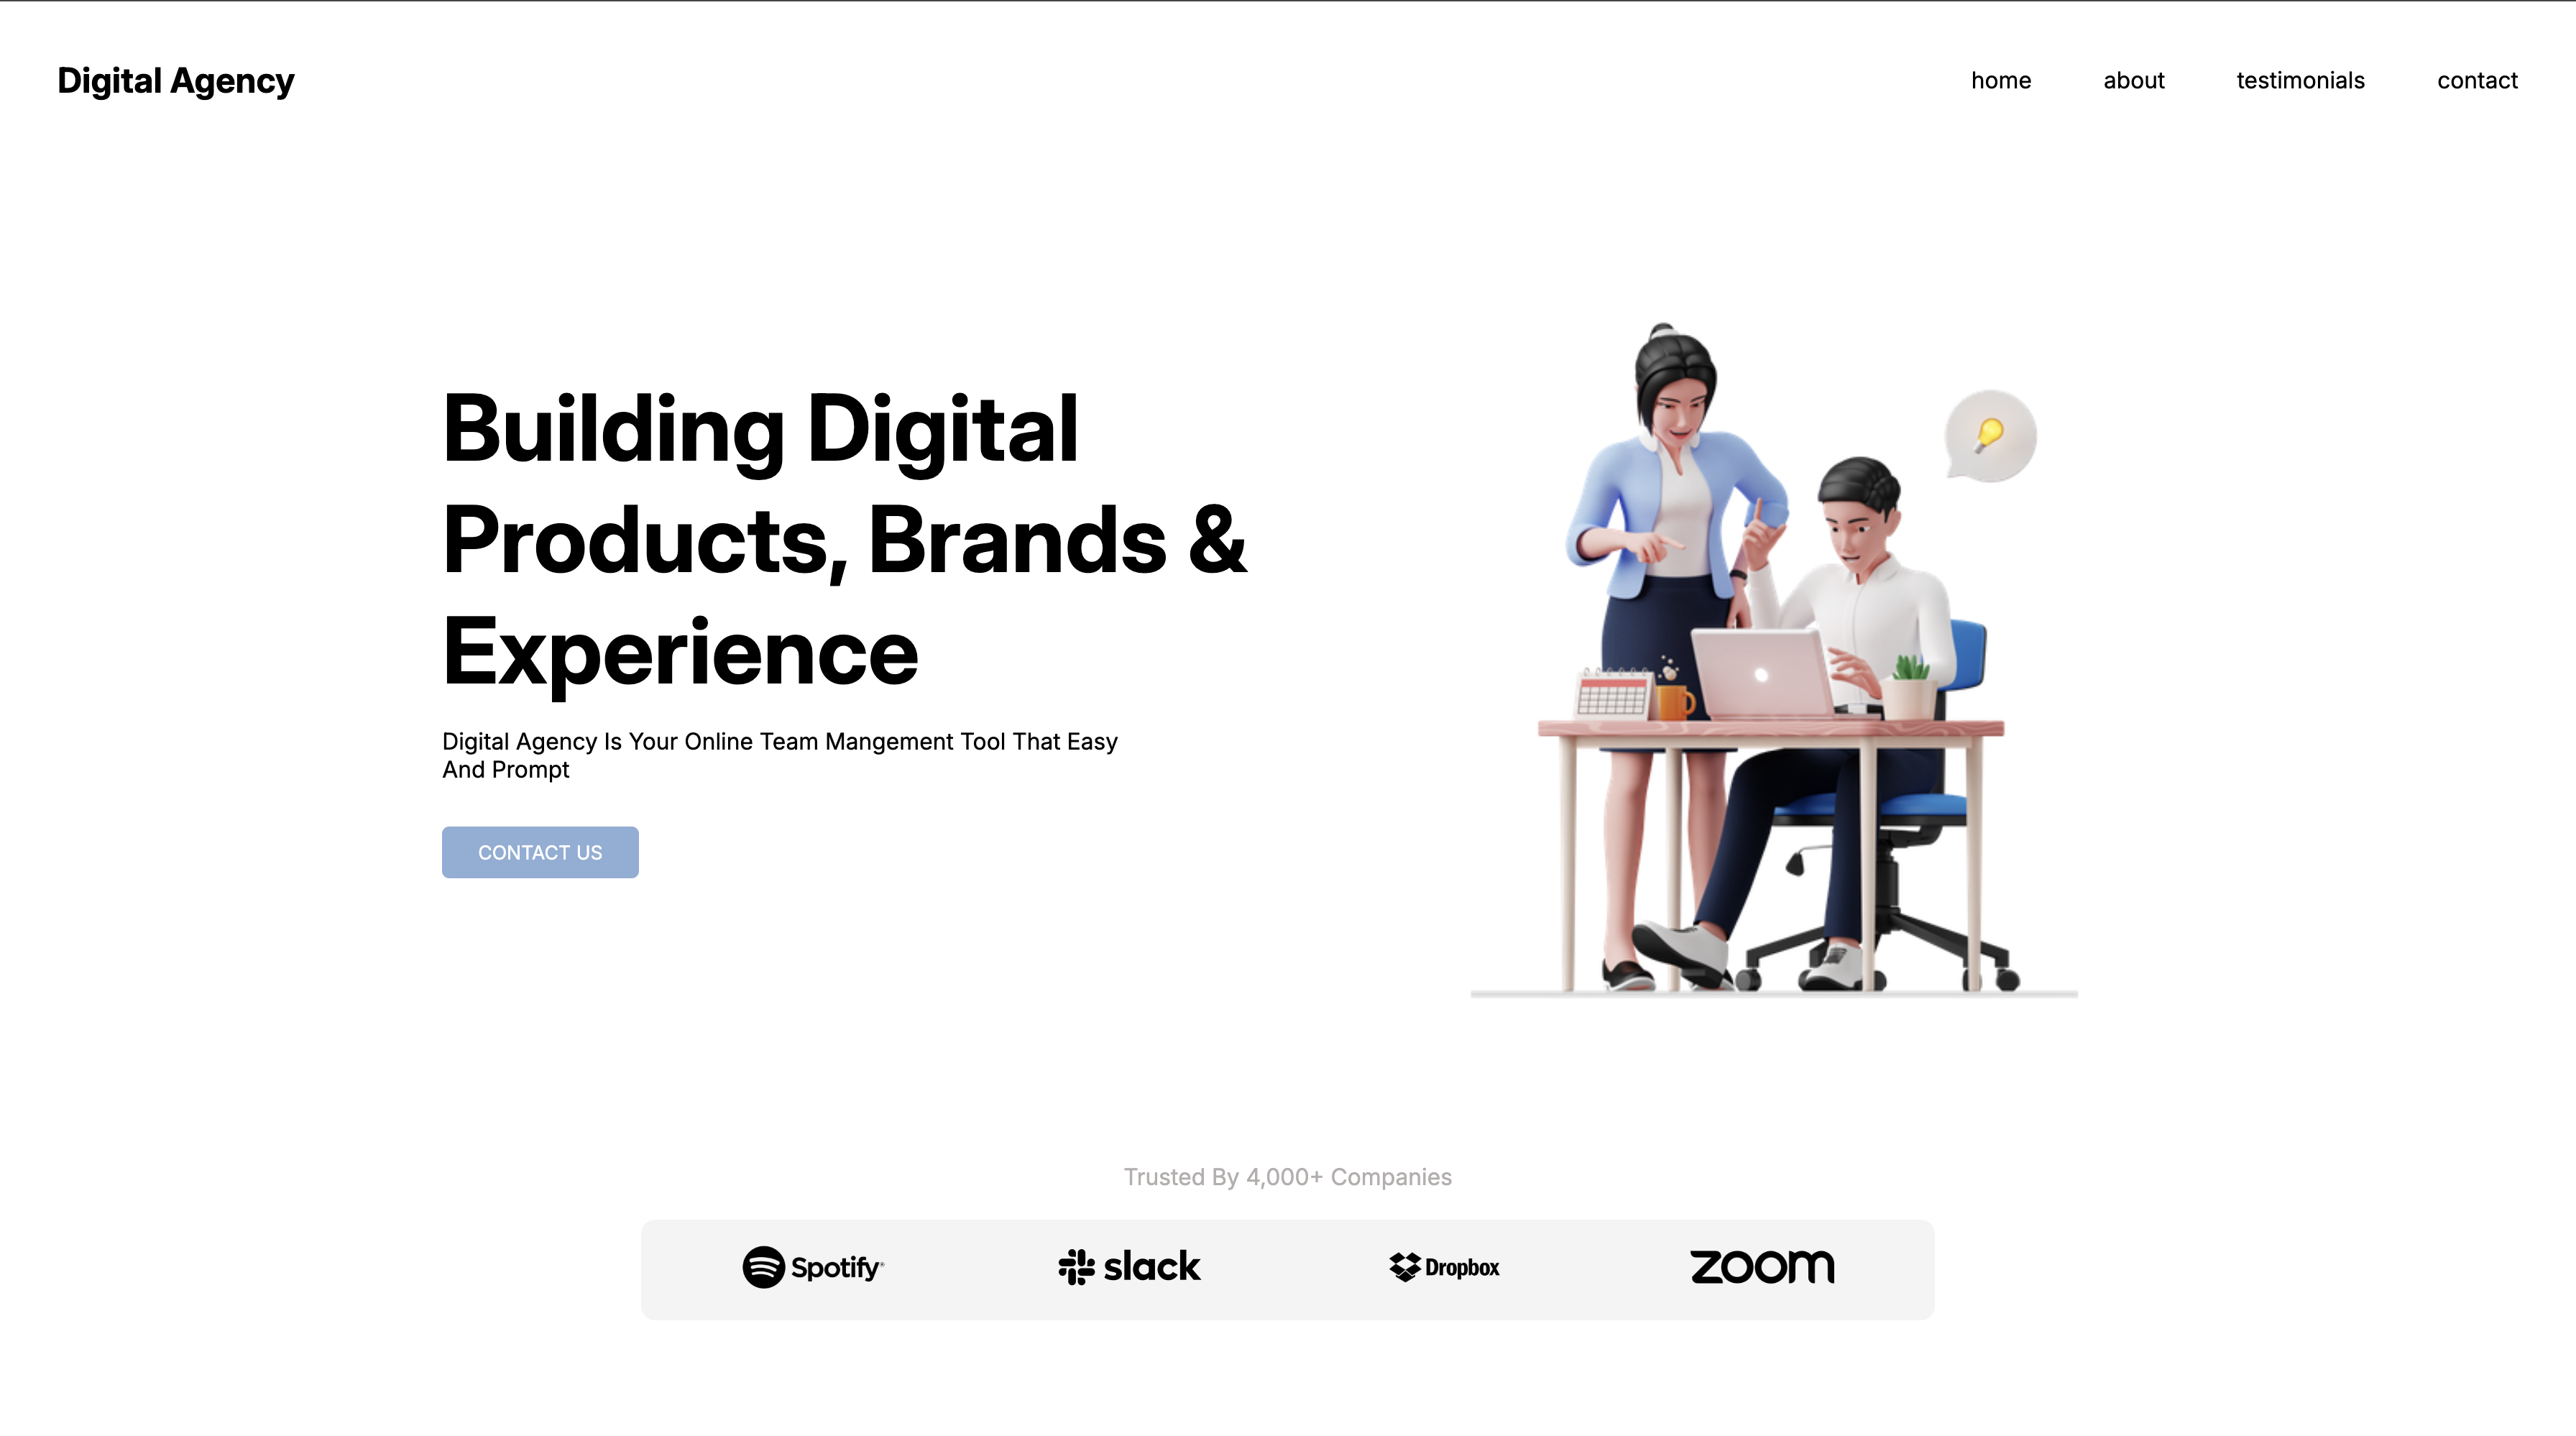 Digital Agency
home about testimonials contact
Building Digital
Products, Brands &
Experience
Digital Agency Is Your Online Team Mangement Tool That Easy
And Prompt
CONTACT US
Trusted By 4,000+ Companies
Spotify® slack Dropbox zoom